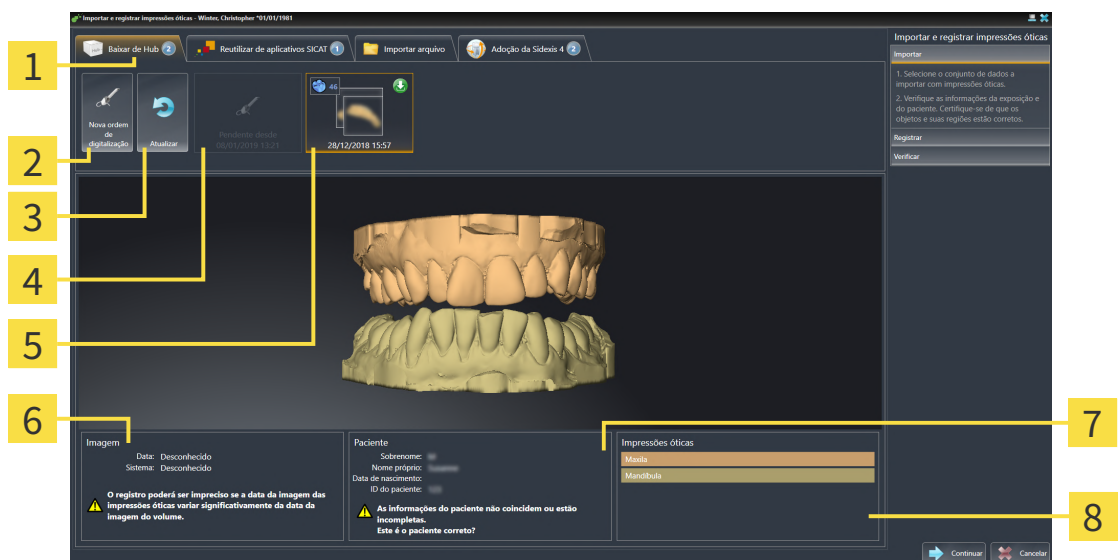 Importar e registrar impressões óticas - Winter, Christopher *01/01/1981
Baixar de Hub 2
Reutilizar de aplicativos SICAT 1
Importar arquivo
Adoção da Sidexis 4 2
Importar e registrar impressões óticas
Importar
1. Selecione o conjunto de dados a
importar com impressões óticas.
2. Verifique as informações da exposição e
do paciente. Certifique-se de que os
objetos e suas regiões estão corretos.
Registrar
Verificar
Nova ordem
de
digitalização
Atualizar
Pendente desde
08/01/2018 13:21
46
28/12/2018 15:57
1
2
3
4
5
6
7
8
Imagem
Data: Desconhecido
Sistema: Desconhecido
O registro poderá ser impreciso se a data da imagem das
impressões óticas variar significativamente da data da
imagem do volume.
Paciente
Sobrenome:
Nome próprio:
Data de nascimento:
ID do paciente:
As informações do paciente não coincidem ou estão
incompletas.
Este é o paciente correto?
Impressões óticas
Maxila
Mandíbula
Continuar
Cancelar